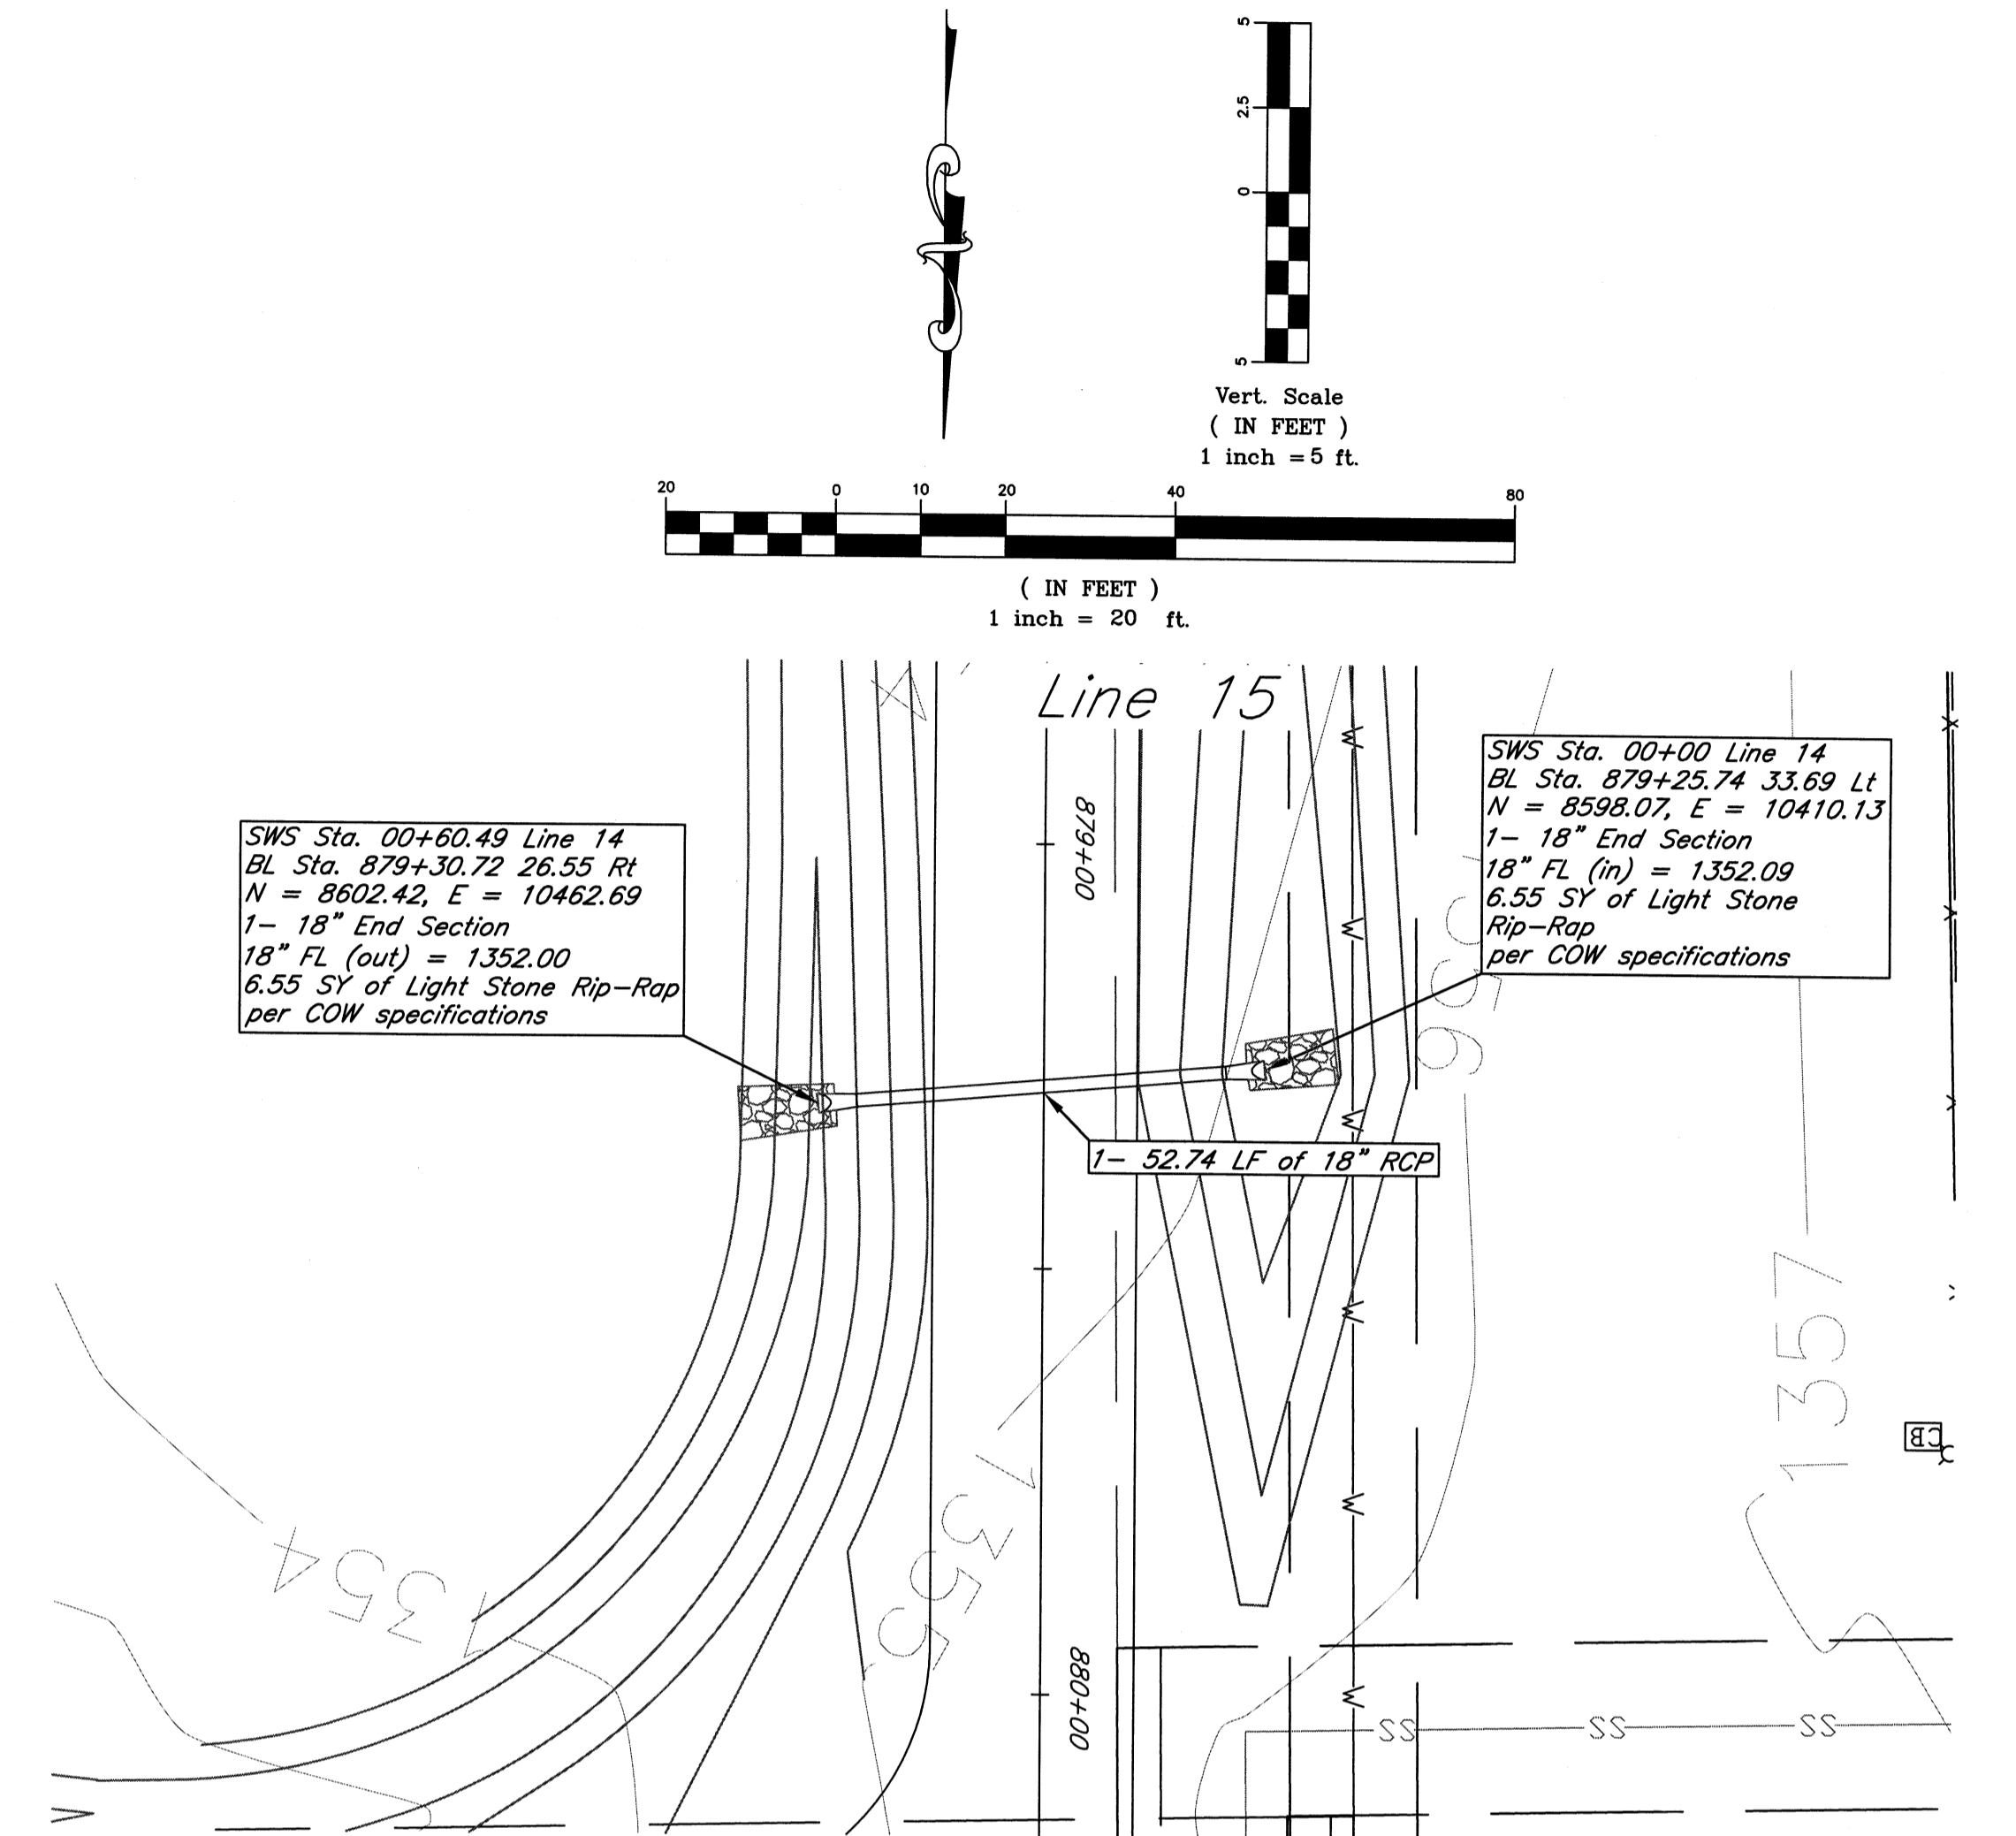 5
2.5
0
5
Vert. Scale
( IN FEET )
1 inch = 5 ft.
20 0 10 20 40 80
( IN FEET )
1 inch = 20 ft.
Line 15
SWS Sta. 00+00 Line 14
BL Sta. 879+25.74 33.69 Lt
N = 8598.07, E = 10410.13
1- 18" End Section
18" FL (in) = 1352.09
6.55 SY of Light Stone
Rip-Rap
per COW specifications
SWS Sta. 00+60.49 Line 14
BL Sta. 879+30.72 26.55 Rt
N = 8602.42, E = 10462.69
1- 18" End Section
18" FL (out) = 1352.00
6.55 SY of Light Stone Rip-Rap
per COW specifications
879+00
W
W
W
W
W
W
1- 52.74 LF of 18" RCP
1357
CB
1354
1355
880+00
SS SS SS